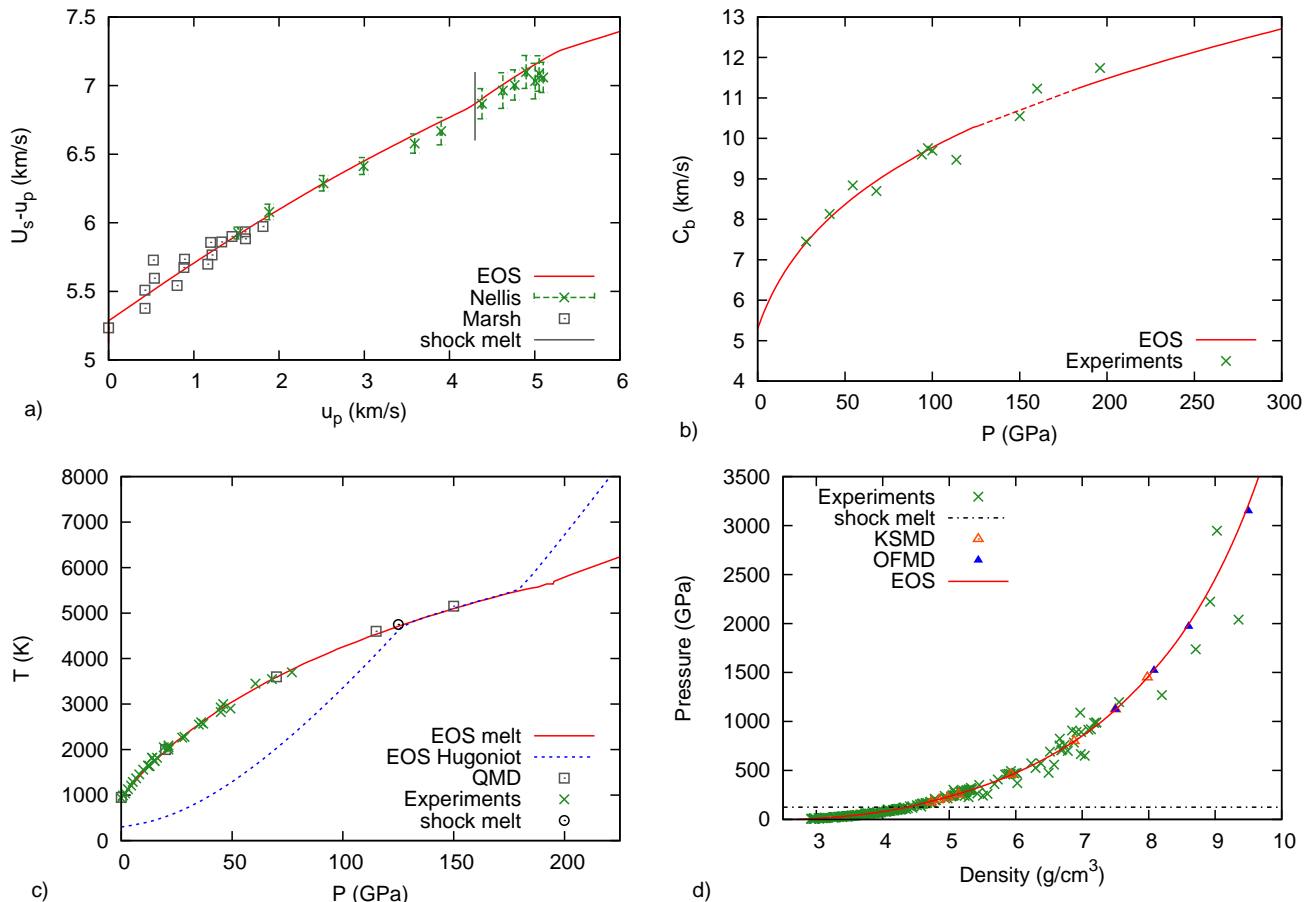 7.5
7
6.5
6
5.5
5
U_s-u_p (km/s)
0 1 2 3 4 5 6
u_p (km/s)
EOS
Nellis
Marsh
shock melt
a)
13
12
11
10
9
8
7
6
5
4
C_b (km/s)
0 50 100 150 200 250 300
P (GPa)
EOS
Experiments
b)
8000
7000
6000
5000
4000
3000
2000
1000
0
T (K)
0 50 100 150 200
P (GPa)
EOS melt
EOS Hugoniot
QMD
Experiments
shock melt
c)
3500
3000
2500
2000
1500
1000
500
0
Pressure (GPa)
3 4 5 6 7 8 9 10
Density (g/cm³)
Experiments
shock melt
KSMD
OFMD
EOS
d)